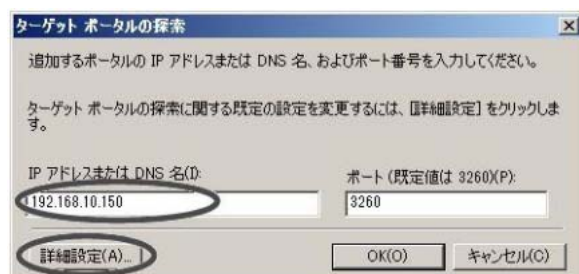 ターゲット ポータルの探索
追加するポータルの IP アドレスまたは DNS 名、およびポート番号を入力してください。
ターゲット ポータルの探索に関する既定の設定を変更するには、[詳細設定] をクリックしま
す。
IP アドレスまたは DNS 名(I):
ポート (既定値は 3260)(P):
192.168.10.150
3260
詳細設定(A)...
OK(O)
キャンセル(C)